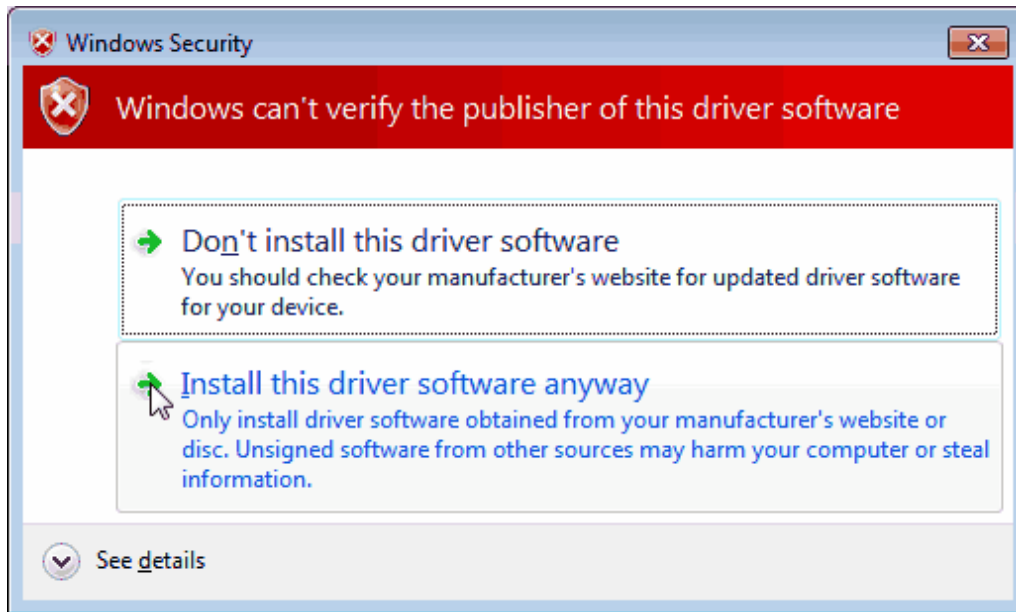 Windows Security
Windows can't verify the publisher of this driver software
Don't install this driver software
You should check your manufacturer's website for updated driver software
for your device.
Install this driver software anyway
Only install driver software obtained from your manufacturer's website or
disc. Unsigned software from other sources may harm your computer or steal
information.
See details